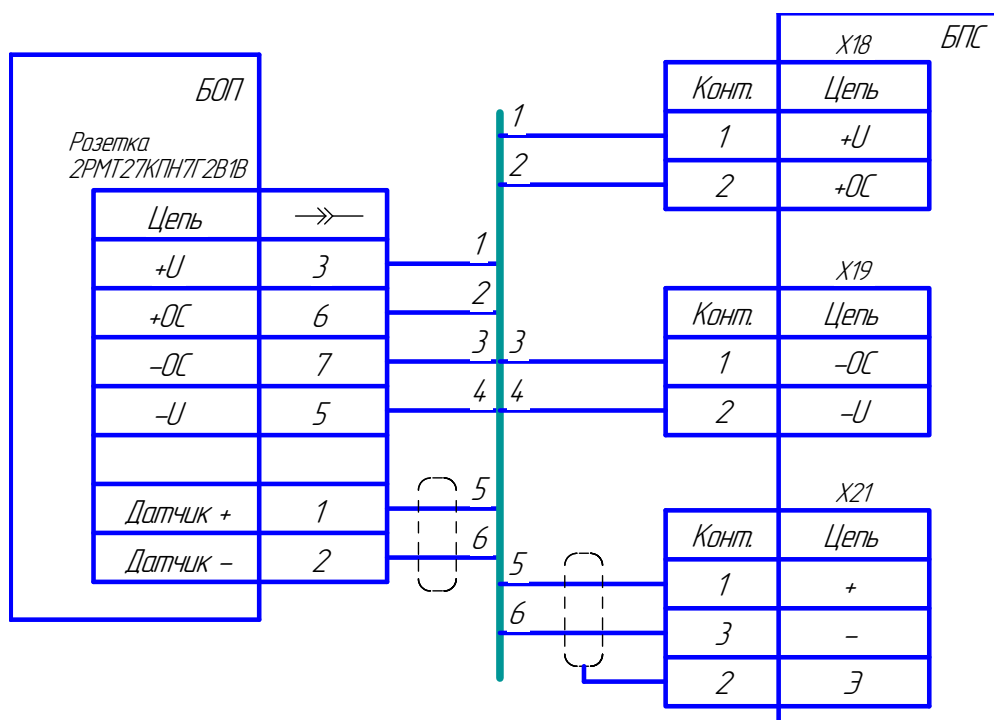 БОП
Розетка
2РМТ27КПН7Г2В1В
Цепь
+U 3 1
+ОС 6 2
–ОС 7 3
–U 5 4
Датчик + 1 5
Датчик – 2 6
БПС
X18
Конт. Цепь
1 1 +U
2 2 +ОС
X19
Конт. Цепь
3 1 –ОС
4 2 –U
X21
Конт. Цепь
5 1 +
6 3 –
2 Э